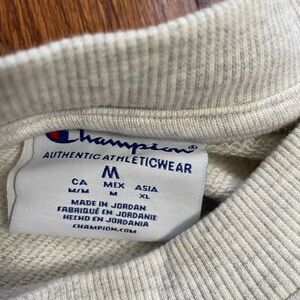 Champion®
AUTHENTIC ATHLETICWEAR
M
CA MEX ASIA
M/M M XL
MADE IN JORDAN
FABRIQUÉ EN JORDANIE
HECHO EN JORDANIA
CHAMPION.COM